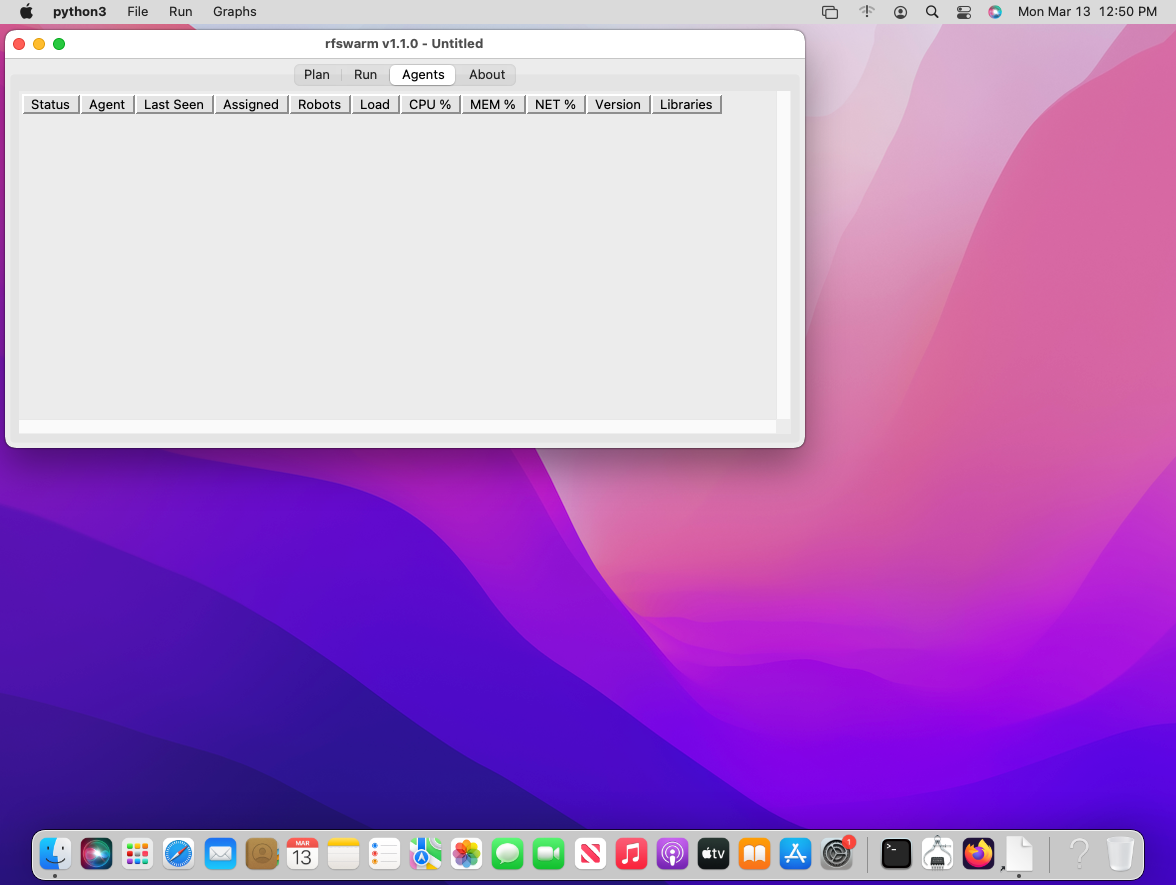 python3 File Run Graphs Mon Mar 13 12:50 PM
rfswarm v1.1.0 - Untitled
Plan Run Agents About
Status Agent Last Seen Assigned Robots Load CPU % MEM % NET % Version Libraries
MAR
13
tv
1
>_
?